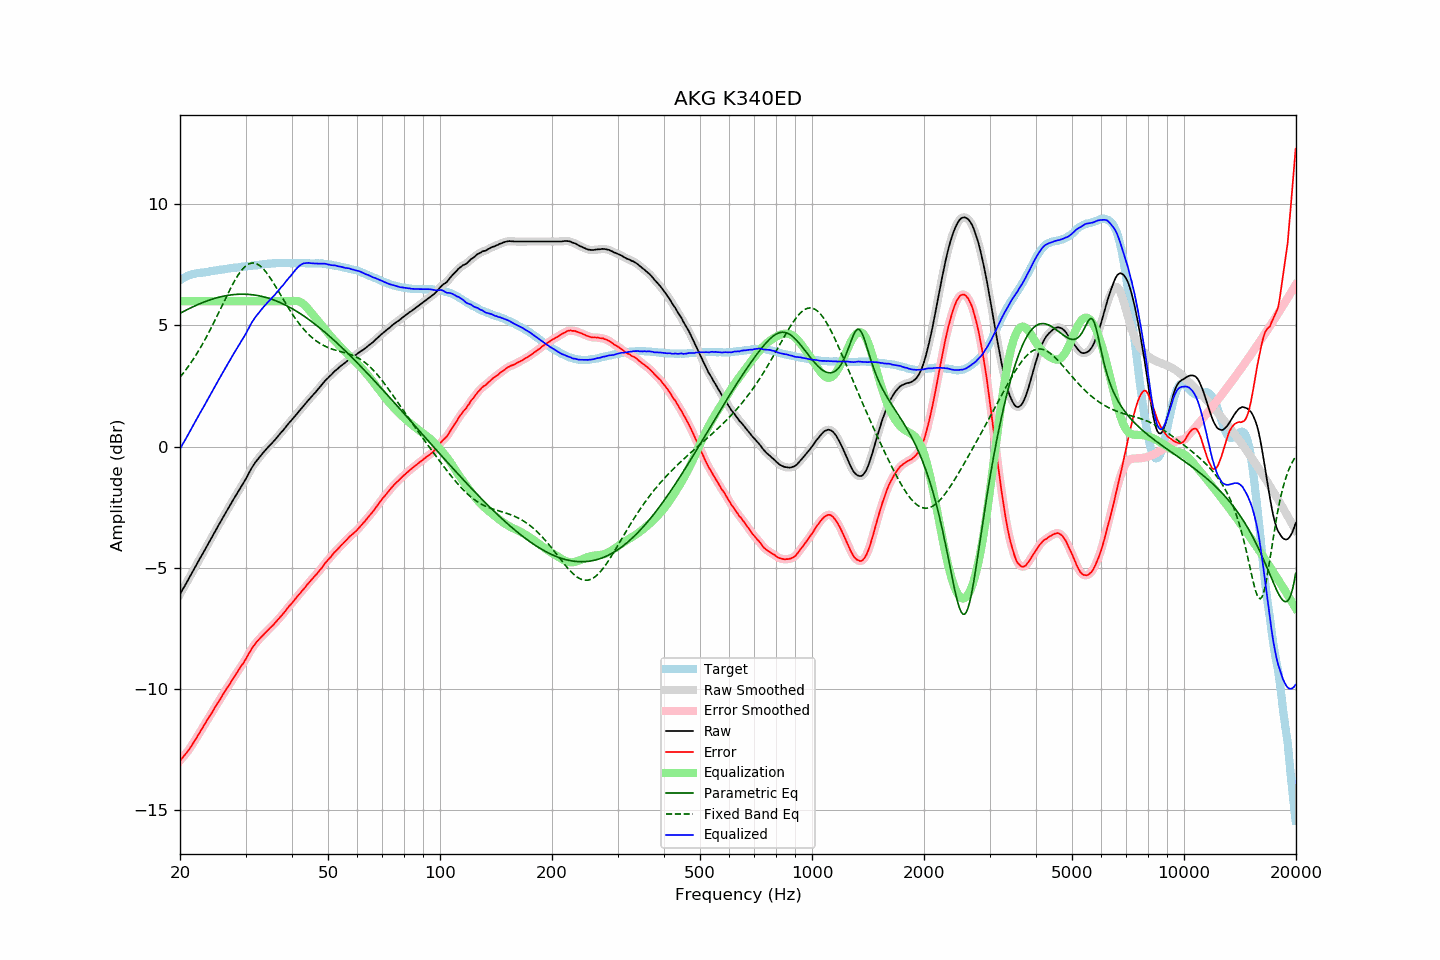 AKG K340ED
Amplitude (dBr)
10
5
0
−5
−10
−15
Target
Raw Smoothed
Error Smoothed
Raw
Error
Equalization
Parametric Eq
Fixed Band Eq
Equalized
20 50 100 200 500 1000 2000 5000 10000 20000
Frequency (Hz)